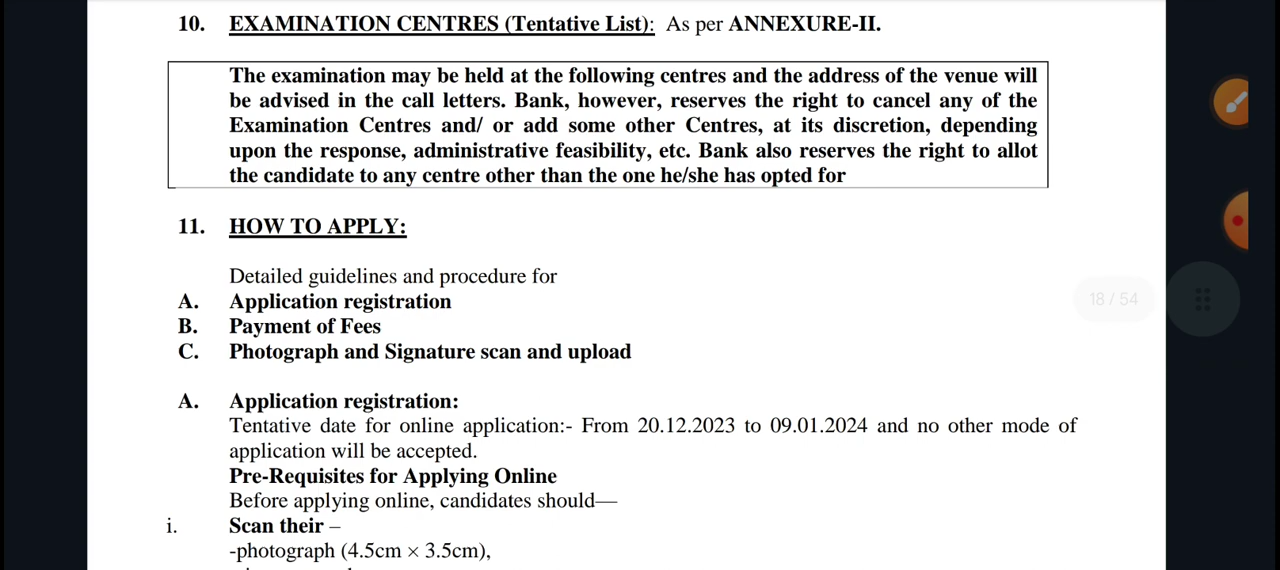 10. EXAMINATION CENTRES (Tentative List): As per ANNEXURE-II.
The examination may be held at the following centres and the address of the venue will
be advised in the call letters. Bank, however, reserves the right to cancel any of the
Examination Centres and/ or add some other Centres, at its discretion, depending
upon the response, administrative feasibility, etc. Bank also reserves the right to allot
the candidate to any centre other than the one he/she has opted for
11. HOW TO APPLY:
Detailed guidelines and procedure for
A. Application registration
18 / 54
B. Payment of Fees
C. Photograph and Signature scan and upload
A. Application registration:
Tentative date for online application:- From 20.12.2023 to 09.01.2024 and no other mode of
application will be accepted.
Pre-Requisites for Applying Online
Before applying online, candidates should—
i. Scan their –
-photograph (4.5cm × 3.5cm),